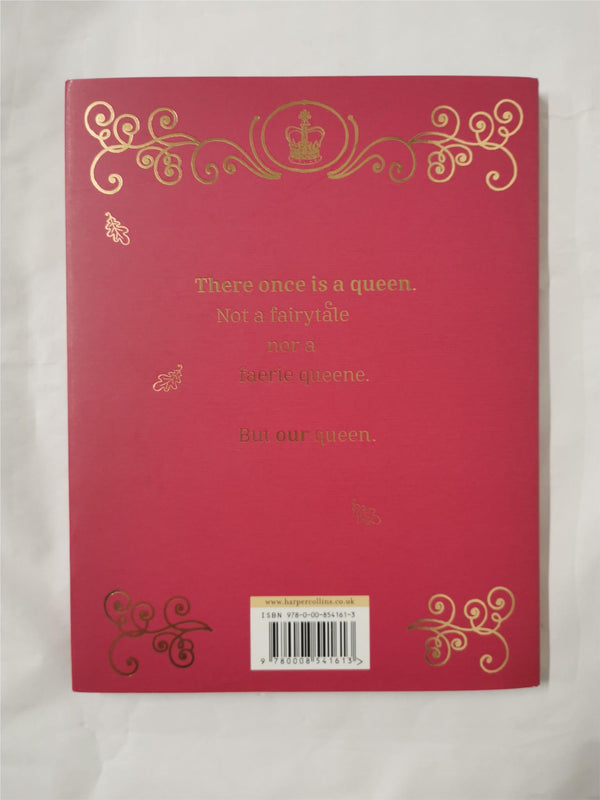 There once is a queen.
Not a fairytale
nor a
faerie queene.
But our queen.
www.harpercollins.co.uk
ISBN 978-0-00-854161-3
9 780008 541613 >